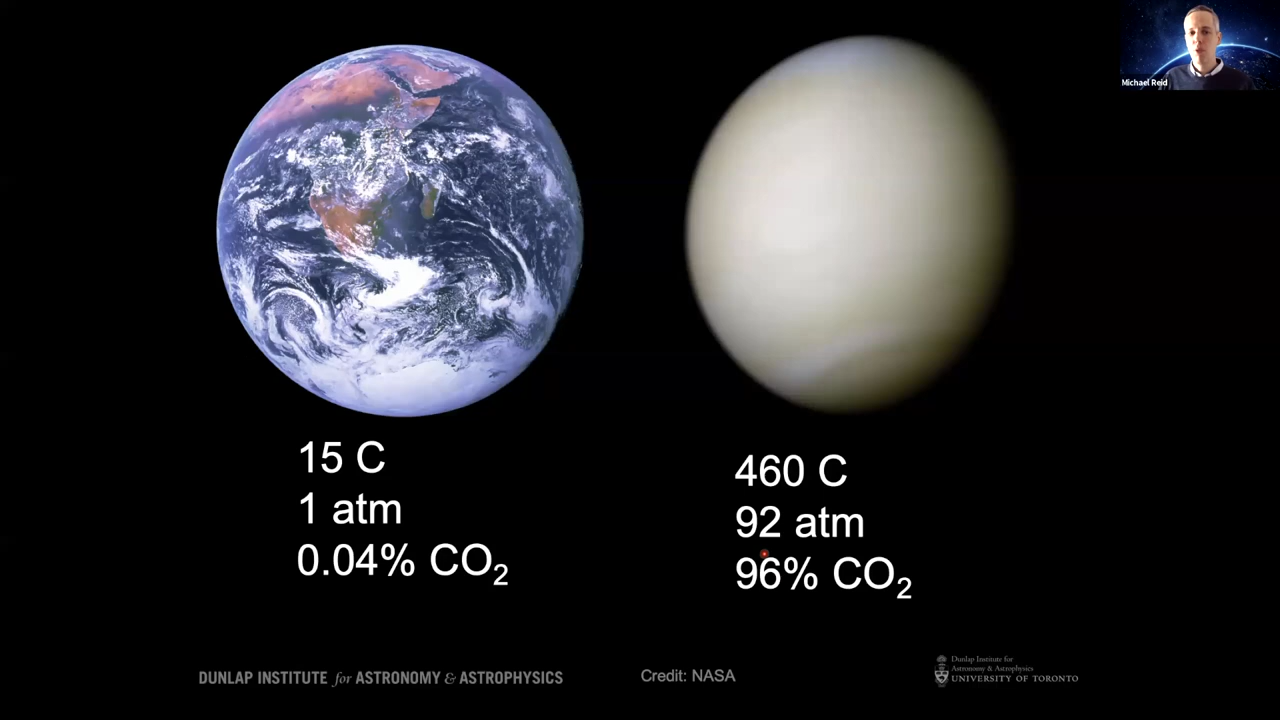 Michael Reid
15 C
1 atm
0.04% CO₂
460 C
92 atm
96% CO₂
DUNLAP INSTITUTE for ASTRONOMY & ASTROPHYSICS
Credit: NASA
Dunlap Institute for
Astronomy & Astrophysics
UNIVERSITY OF TORONTO